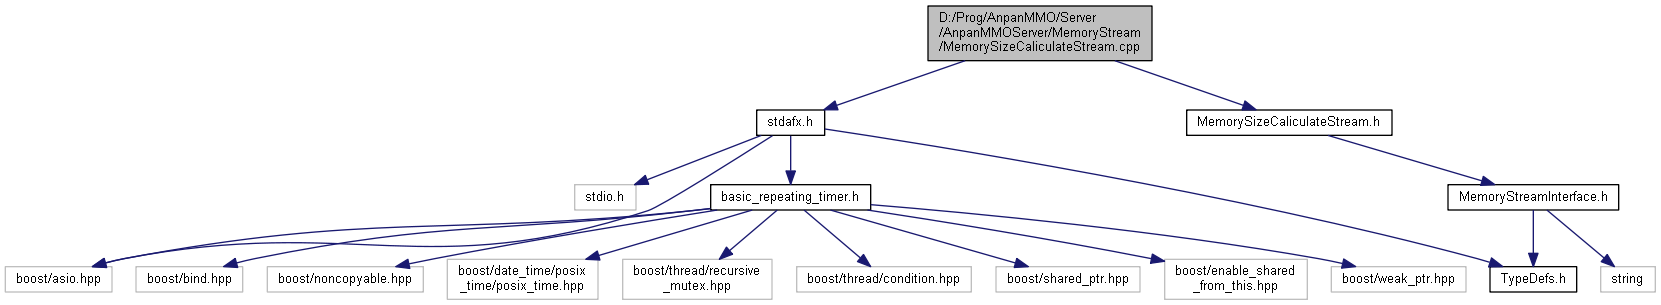 D:/Prog/AnpanMMO/Server
/AnpanMMOServer/MemoryStream
/MemorySizeCaliculateStream.cpp
stdafx.h
MemorySizeCaliculateStream.h
stdio.h
basic_repeating_timer.h
MemoryStreamInterface.h
boost/asio.hpp
boost/bind.hpp
boost/noncopyable.hpp
boost/date_time/posix
_time/posix_time.hpp
boost/thread/recursive
_mutex.hpp
boost/thread/condition.hpp
boost/shared_ptr.hpp
boost/enable_shared
_from_this.hpp
boost/weak_ptr.hpp
TypeDefs.h
string